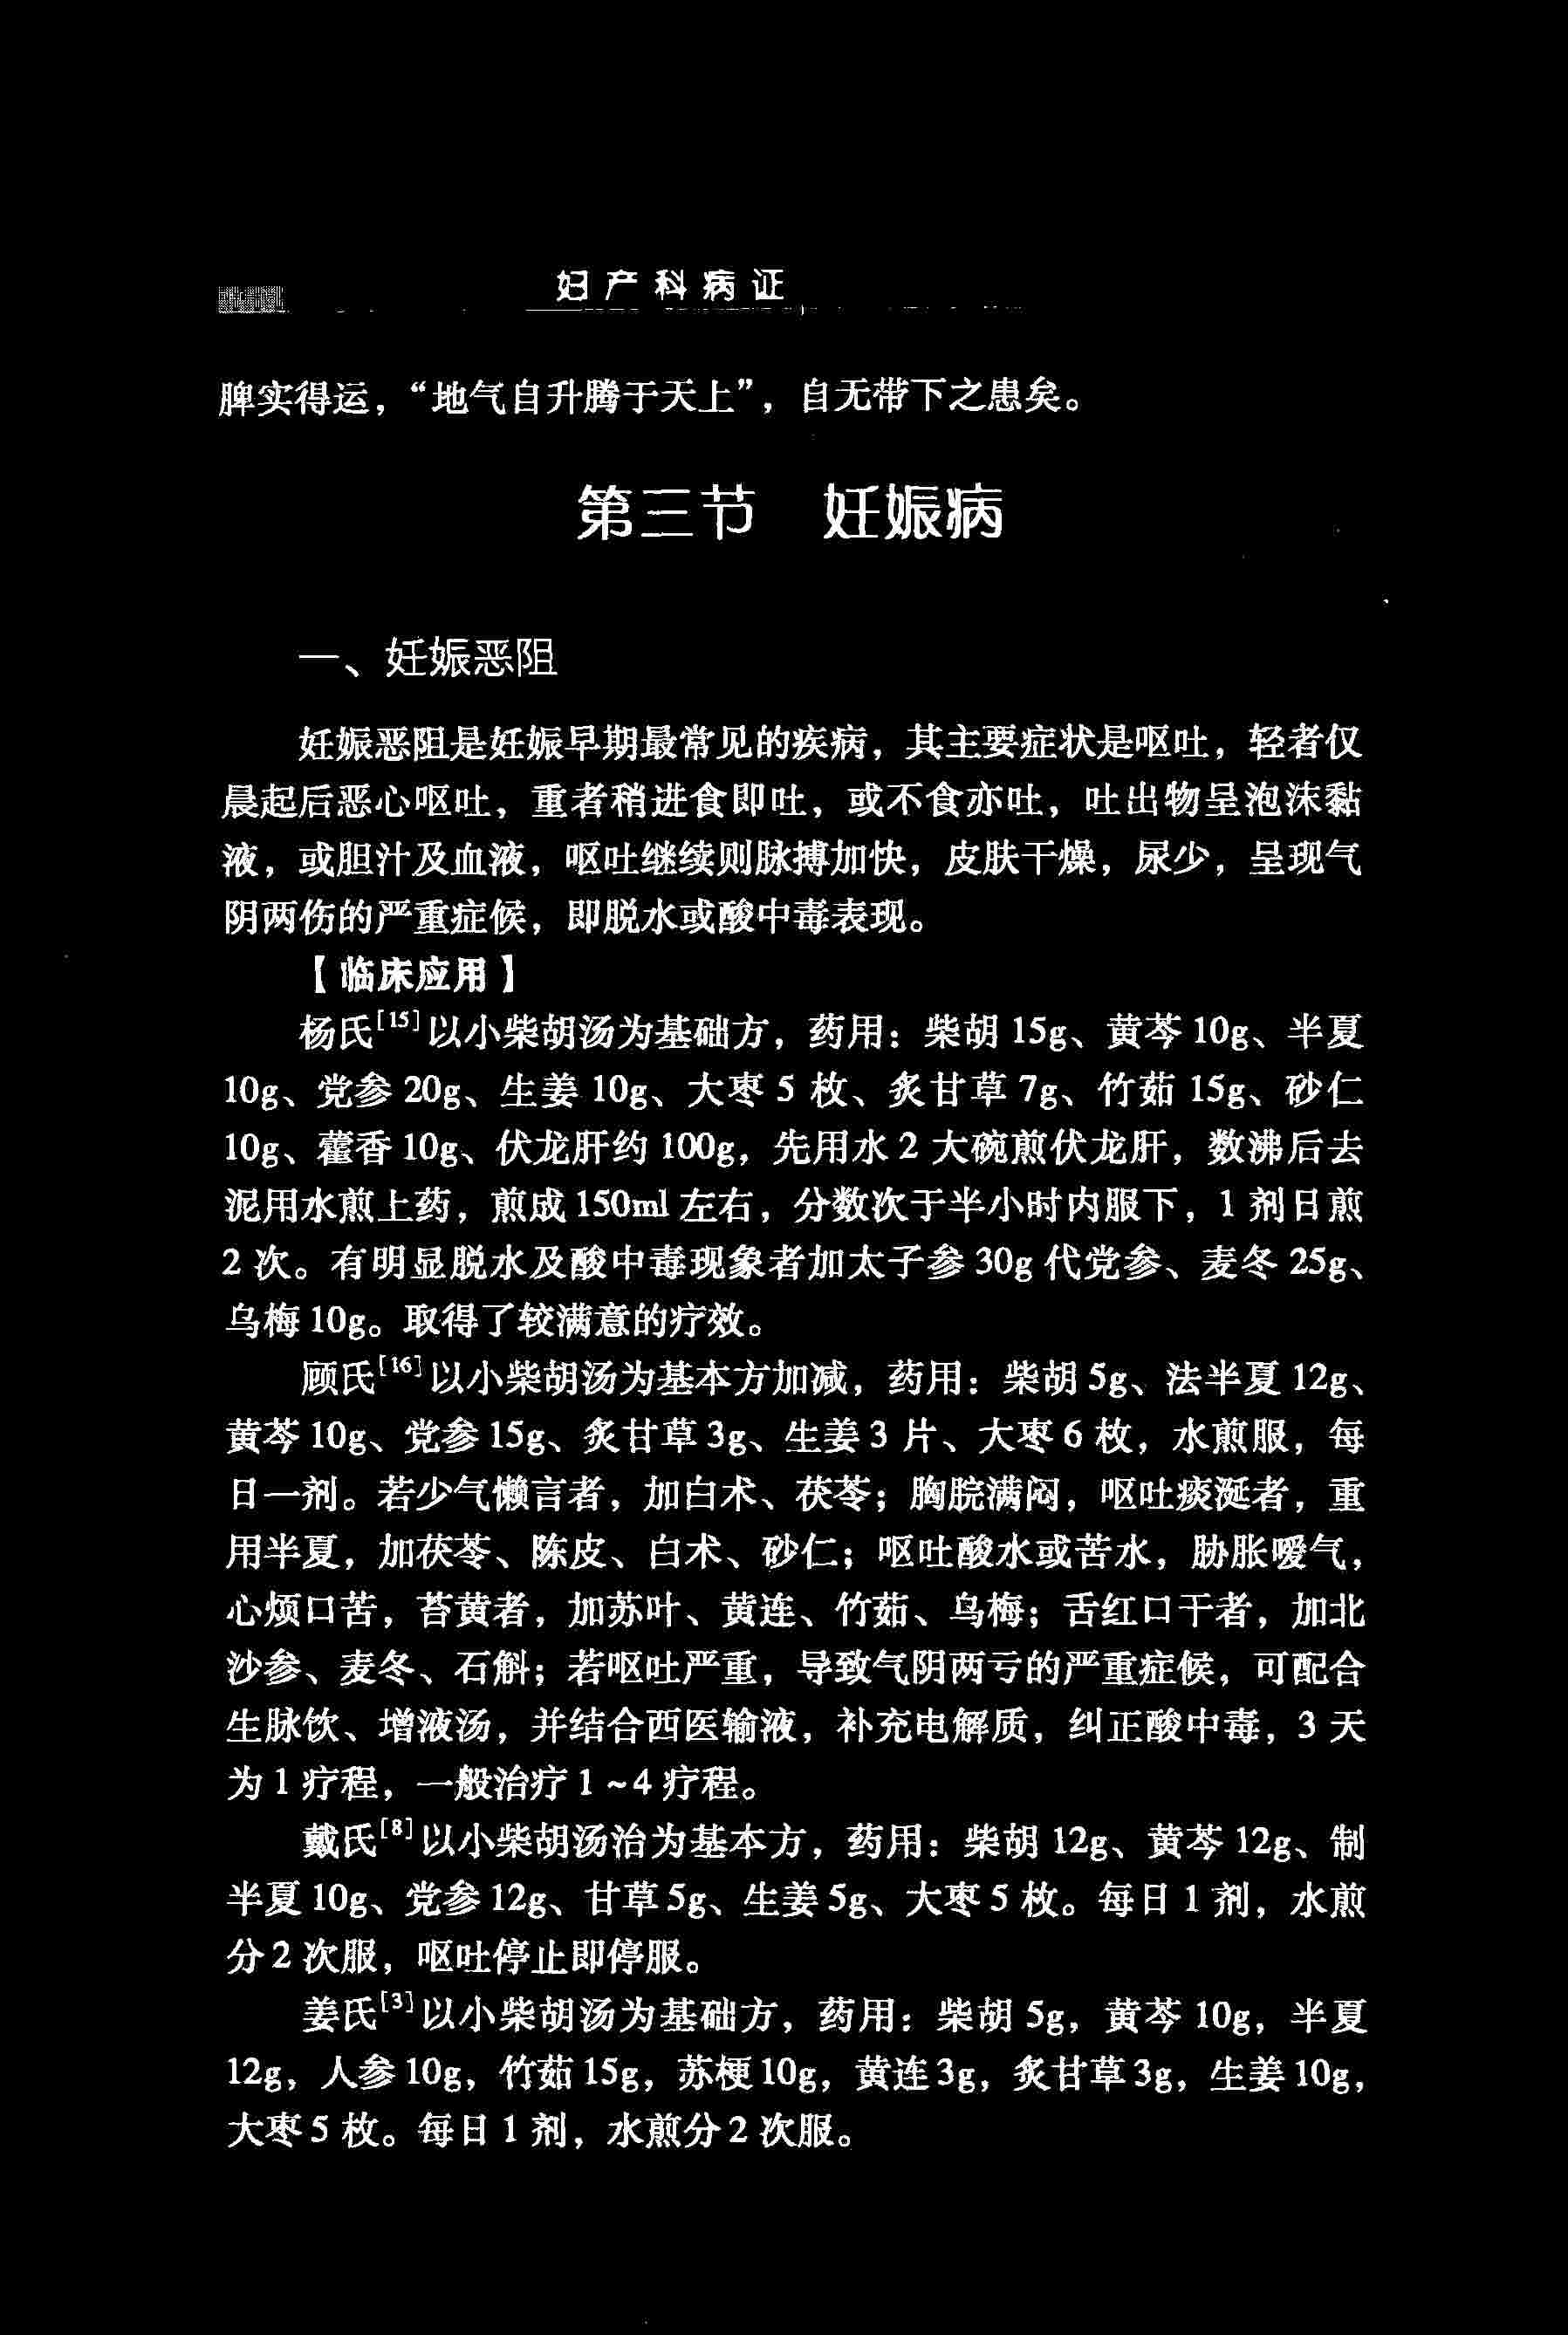 妇产科病证
脾实得运，“地气自升腾于天上”，自无带下之患矣。
第三节 妊娠病
一、妊娠恶阻
妊娠恶阻是妊娠早期最常见的疾病，其主要症状是呕吐，轻者仅
晨起后恶心呕吐，重者稍进食即吐，或不食亦吐，吐出物呈泡沫黏
液，或胆汁及血液，呕吐继续则脉搏加快，皮肤干燥，尿少，呈现气
阴两伤的严重症候，即脱水或酸中毒表现。
【临床应用】
杨氏[15]以小柴胡汤为基础方，药用：柴胡 15g、黄芩 10g、半夏
10g、党参 20g、生姜 10g、大枣 5 枚、炙甘草 7g、竹茹 15g、砂仁
10g、藿香 10g、伏龙肝约 100g，先用水 2 大碗煎伏龙肝，数沸后去
泥用水煎上药，煎成 150ml 左右，分数次于半小时内服下，1 剂日煎
2 次。有明显脱水及酸中毒现象者加太子参 30g 代党参、麦冬 25g、
乌梅 10g。取得了较满意的疗效。
顾氏[16]以小柴胡汤为基本方加减，药用：柴胡 5g、法半夏 12g、
黄芩 10g、党参 15g、炙甘草 3g、生姜 3 片、大枣 6 枚，水煎服，每
日一剂。若少气懒言者，加白术、茯苓；胸脘满闷，呕吐痰涎者，重
用半夏，加茯苓、陈皮、白术、砂仁；呕吐酸水或苦水，胁胀嗳气，
心烦口苦，苔黄者，加苏叶、黄连、竹茹、乌梅；舌红口干者，加北
沙参、麦冬、石斛；若呕吐严重，导致气阴两亏的严重症候，可配合
生脉饮、增液汤，并结合西医输液，补充电解质，纠正酸中毒，3 天
为 1 疗程，一般治疗 1～4 疗程。
戴氏[8]以小柴胡汤治为基本方，药用：柴胡 12g、黄芩 12g、制
半夏 10g、党参 12g、甘草 5g、生姜 5g、大枣 5 枚。每日 1 剂，水煎
分 2 次服，呕吐停止即停服。
姜氏[3]以小柴胡汤为基础方，药用：柴胡 5g，黄芩 10g，半夏
12g，人参 10g，竹茹 15g，苏梗 10g，黄连 3g，炙甘草 3g，生姜 10g，
大枣 5 枚。每日 1 剂，水煎分 2 次服。